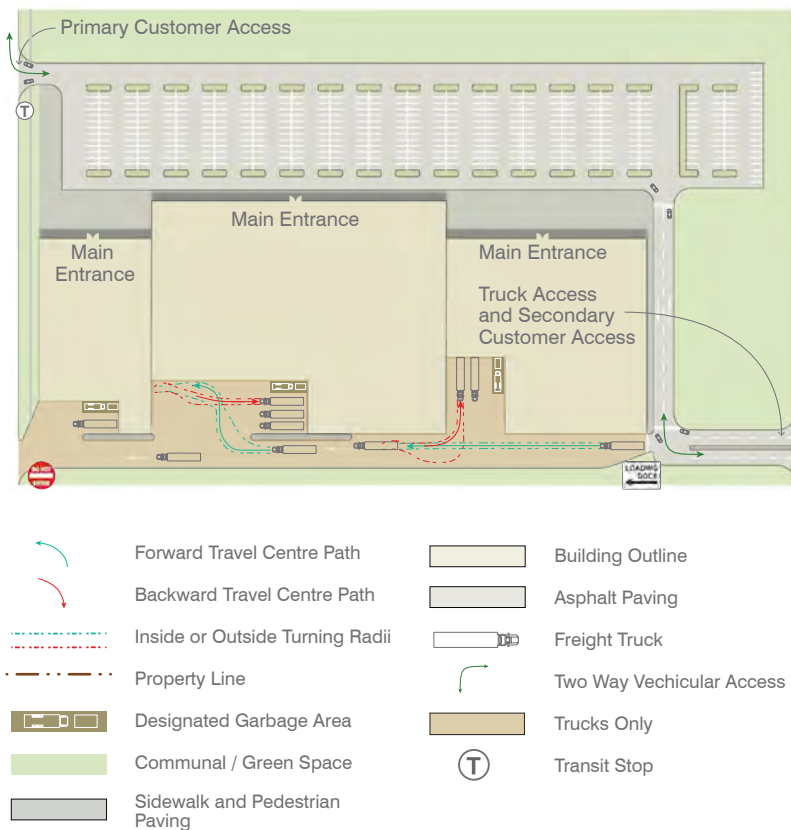 Primary Customer Access
T
Main Entrance
Main
Entrance
Main Entrance
Truck Access
and Secondary
Customer Access
DO NOT
ENTER
LOADING
DOCK
Forward Travel Centre Path
Building Outline
Backward Travel Centre Path
Asphalt Paving
Inside or Outside Turning Radii
Freight Truck
Property Line
Two Way Vechicular Access
Designated Garbage Area
Trucks Only
Communal / Green Space
T
Transit Stop
Sidewalk and Pedestrian
Paving